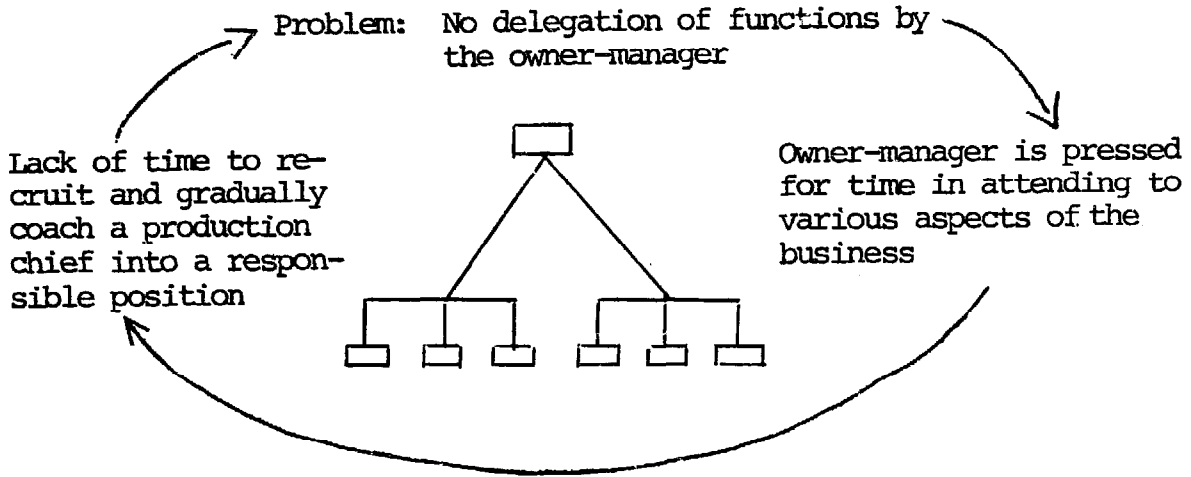 Problem: No delegation of functions by
the owner-manager
Owner-manager is pressed
for time in attending to
various aspects of the
business
Lack of time to re-
cruit and gradually
coach a production
chief into a respon-
sible position